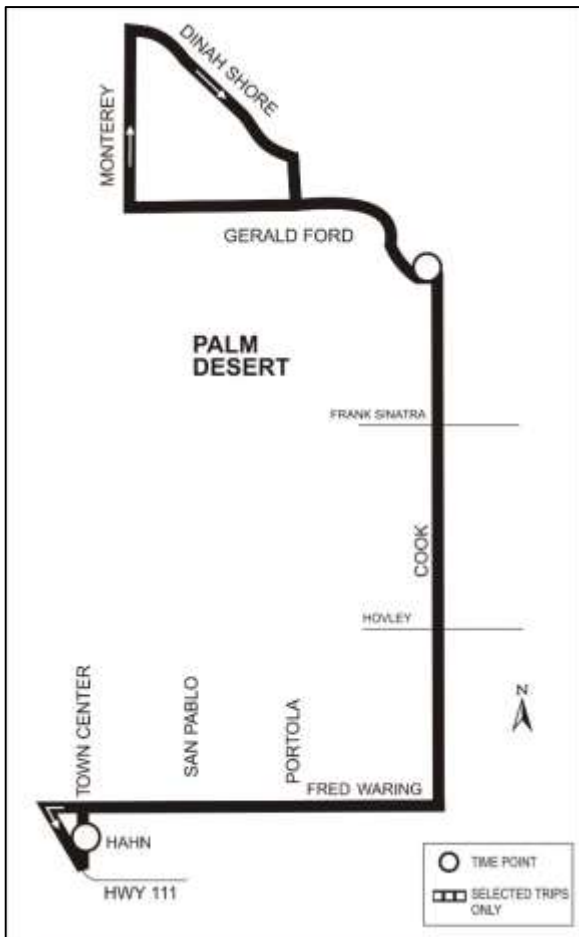 DINAH SHORE
MONTEREY
GERALD FORD
PALM
DESERT
FRANK SINATRA
COOK
HOVLEY
TOWN CENTER
SAN PABLO
PORTOLA
N
FRED WARING
HAHN
HWY 111
TIME POINT
SELECTED TRIPS
ONLY